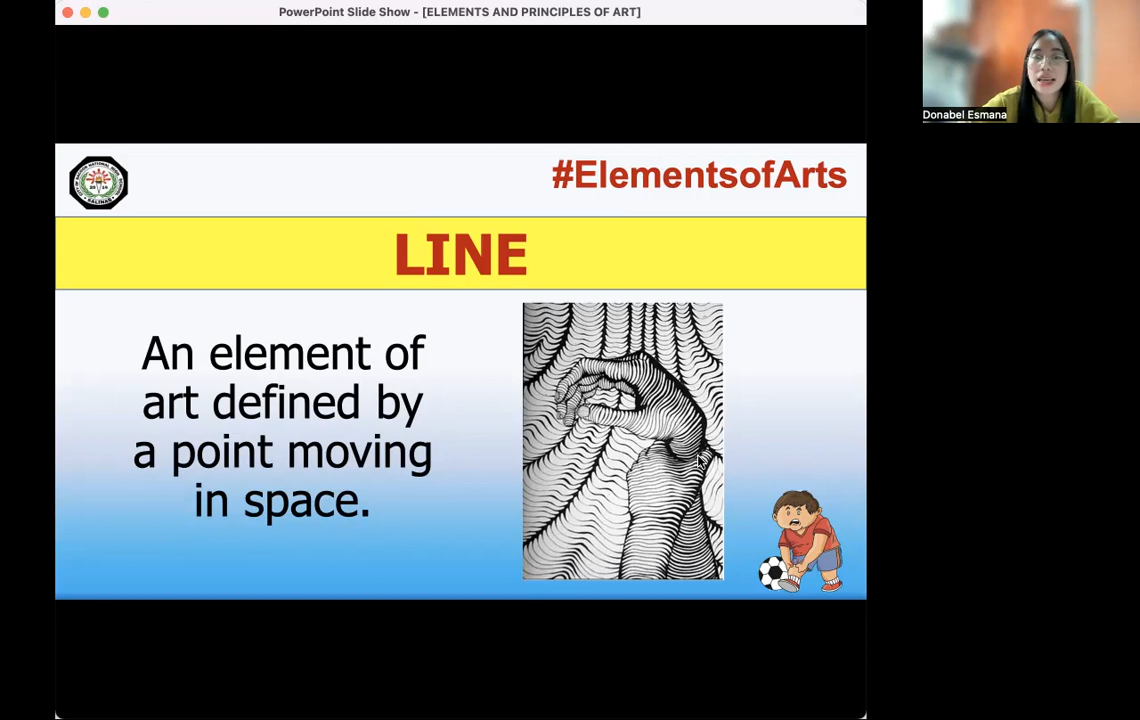 PowerPoint Slide Show - [ELEMENTS AND PRINCIPLES OF ART]
Donabel Esmana
#ElementsofArts
LINE
An element of
art defined by
a point moving
in space.